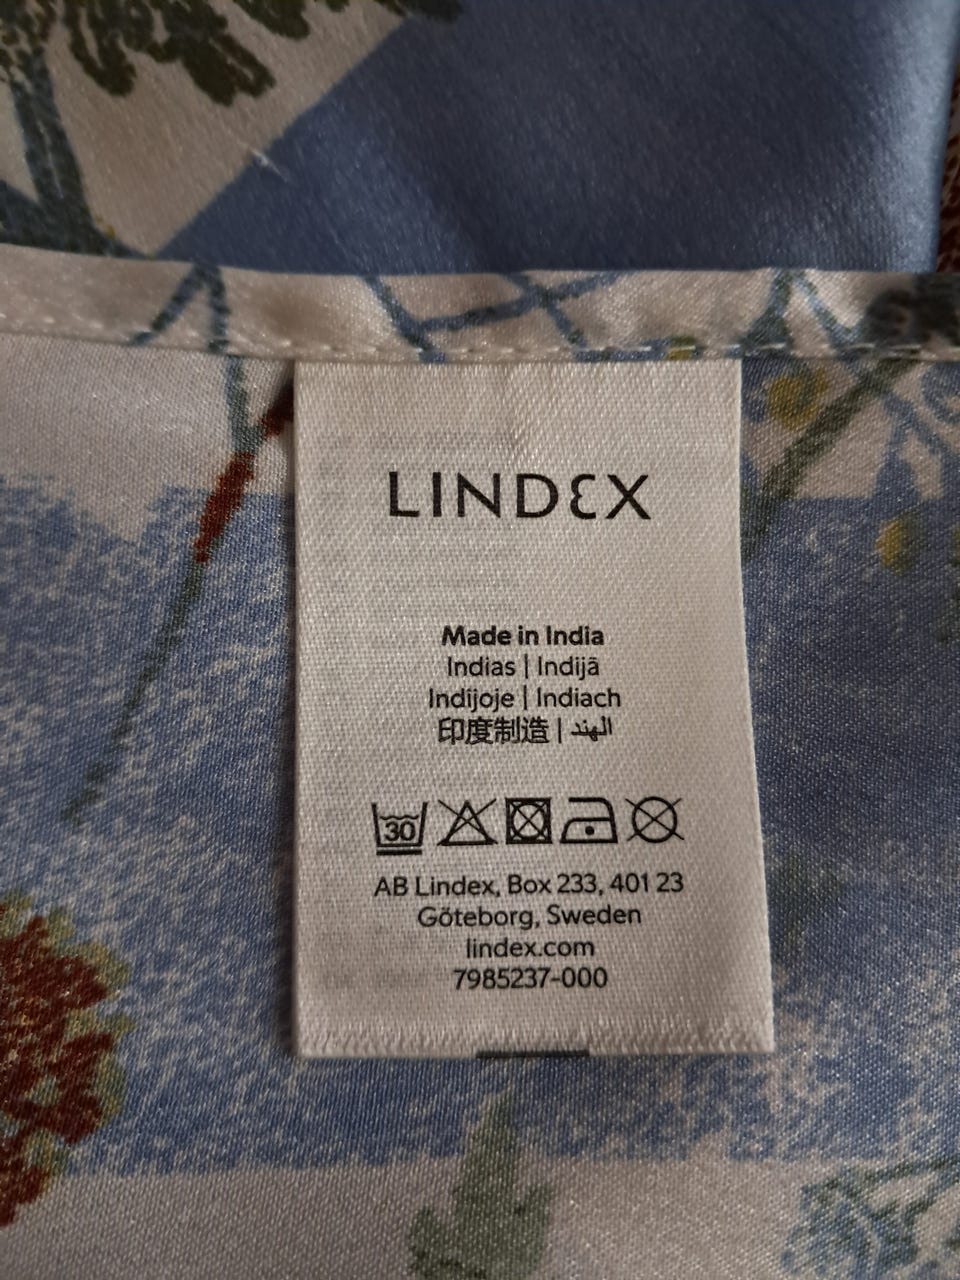 LINDEX
Made in India
Indias | Indijā
Indijoje | Indiach
印度制造 | الهند
30
AB Lindex, Box 233, 401 23
Göteborg, Sweden
lindex.com
7985237-000